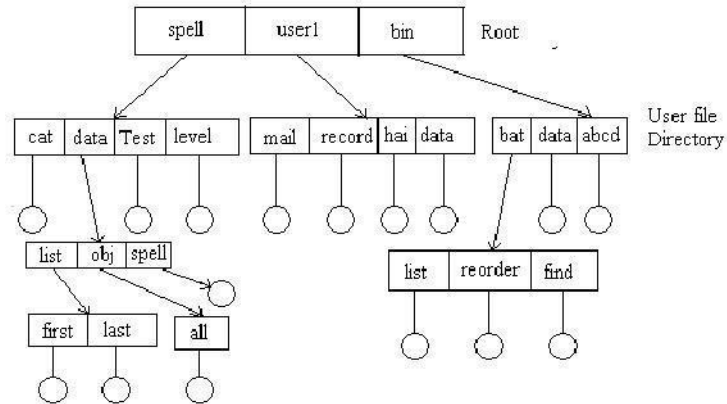 spell user1 bin Root
User file
Directory
cat data Test level
mail record hai data
bat data abcd
list obj spell
list reorder find
first last
all